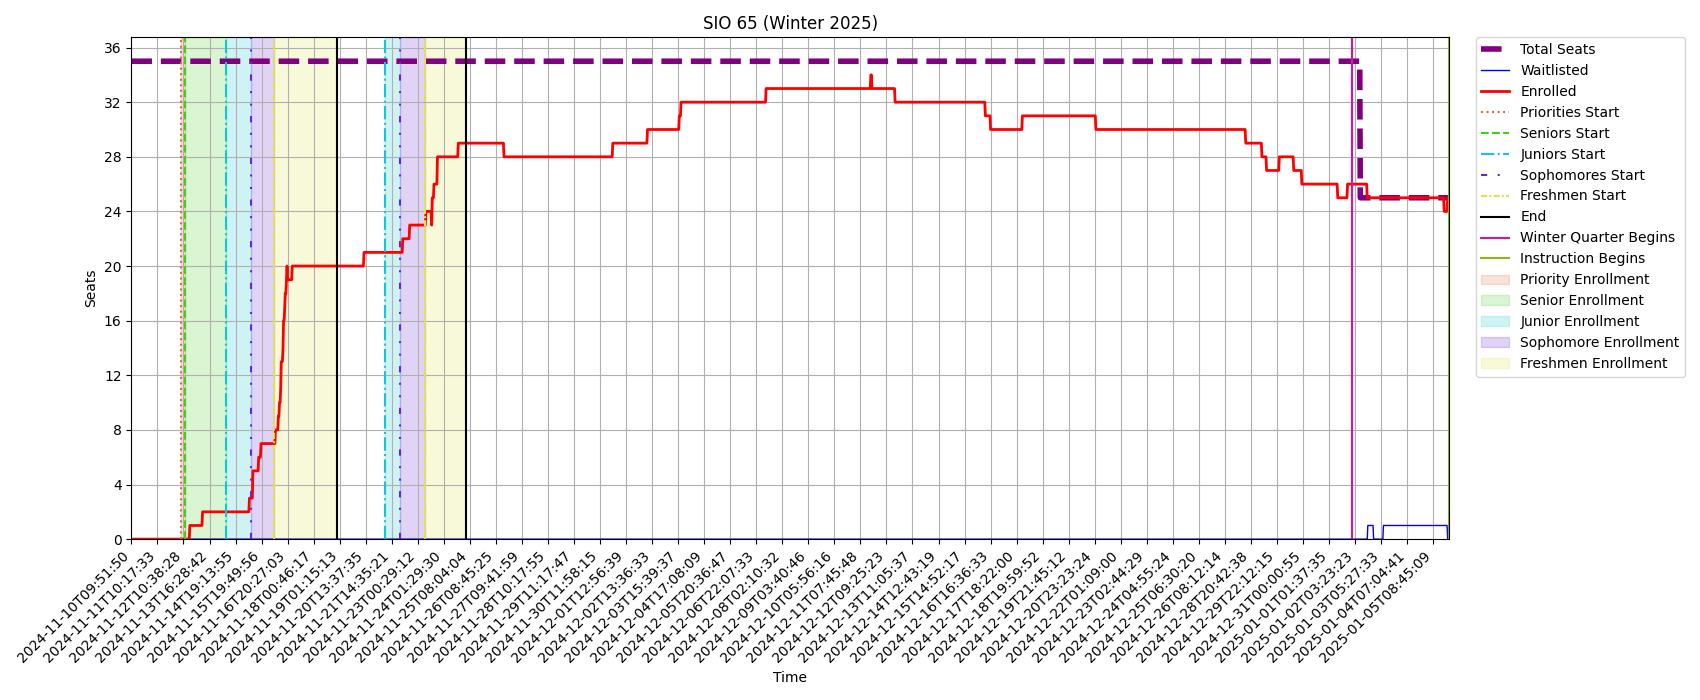 SIO 65 (Winter 2025)
36
32
28
24
20
16
12
8
4
0
Seats
2024-11-10T09:51:50
2024-11-11T10:17:33
2024-11-12T10:38:28
2024-11-13T16:28:42
2024-11-14T19:13:55
2024-11-15T19:49:56
2024-11-16T20:27:03
2024-11-18T00:46:17
2024-11-19T01:15:13
2024-11-20T13:37:35
2024-11-21T14:35:21
2024-11-22T23:29:12
2024-11-24T01:29:30
2024-11-25T08:04:04
2024-11-26T08:45:25
2024-11-27T09:41:59
2024-11-28T10:17:55
2024-11-29T11:17:47
2024-11-30T11:58:15
2024-12-01T12:56:39
2024-12-02T13:36:33
2024-12-03T15:39:37
2024-12-04T17:08:09
2024-12-05T20:36:47
2024-12-06T22:07:33
2024-12-08T02:10:32
2024-12-09T03:40:46
2024-12-10T05:56:16
2024-12-11T07:45:48
2024-12-12T09:25:23
2024-12-13T11:05:37
2024-12-14T12:43:19
2024-12-15T14:52:17
2024-12-16T16:36:33
2024-12-17T18:22:00
2024-12-18T19:59:52
2024-12-19T21:45:12
2024-12-20T23:23:24
2024-12-22T01:09:00
2024-12-23T02:44:29
2024-12-24T04:55:24
2024-12-25T06:30:20
2024-12-26T08:12:14
2024-12-28T20:42:38
2024-12-29T22:12:15
2024-12-31T00:00:55
2025-01-01T01:37:35
2025-01-02T03:23:23
2025-01-03T05:27:33
2025-01-04T07:04:41
2025-01-05T08:45:09
Time
Total Seats
Waitlisted
Enrolled
Priorities Start
Seniors Start
Juniors Start
Sophomores Start
Freshmen Start
End
Winter Quarter Begins
Instruction Begins
Priority Enrollment
Senior Enrollment
Junior Enrollment
Sophomore Enrollment
Freshmen Enrollment